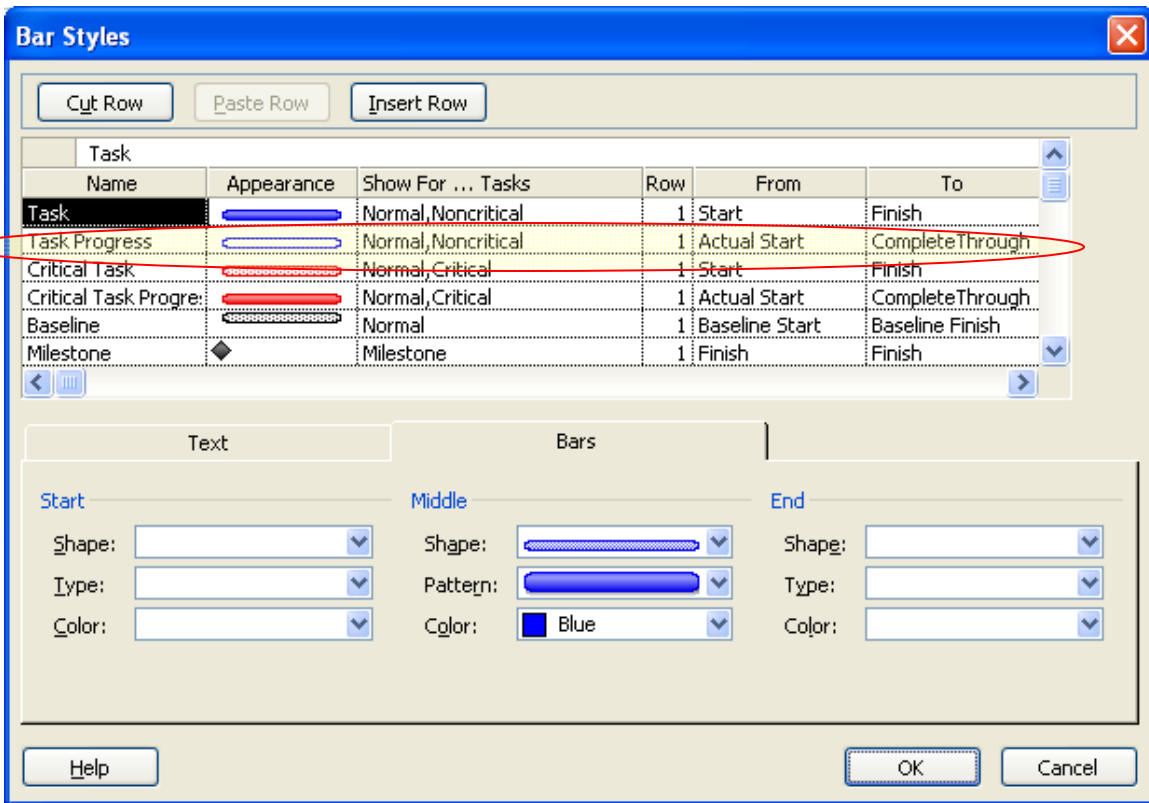 Bar Styles
Cut Row Paste Row Insert Row
Task
Name Appearance Show For ... Tasks Row From To
Task Normal,Noncritical 1 Start Finish
Task Progress Normal,Noncritical 1 Actual Start CompleteThrough
Critical Task Normal,Critical 1 Start Finish
Critical Task Progre: Normal,Critical 1 Actual Start CompleteThrough
Baseline Normal 1 Baseline Start Baseline Finish
Milestone Milestone 1 Finish Finish
Text Bars
Start Middle End
Shape: Shape: Shape:
Type: Pattern: Type:
Color: Color: Blue Color:
Help OK Cancel